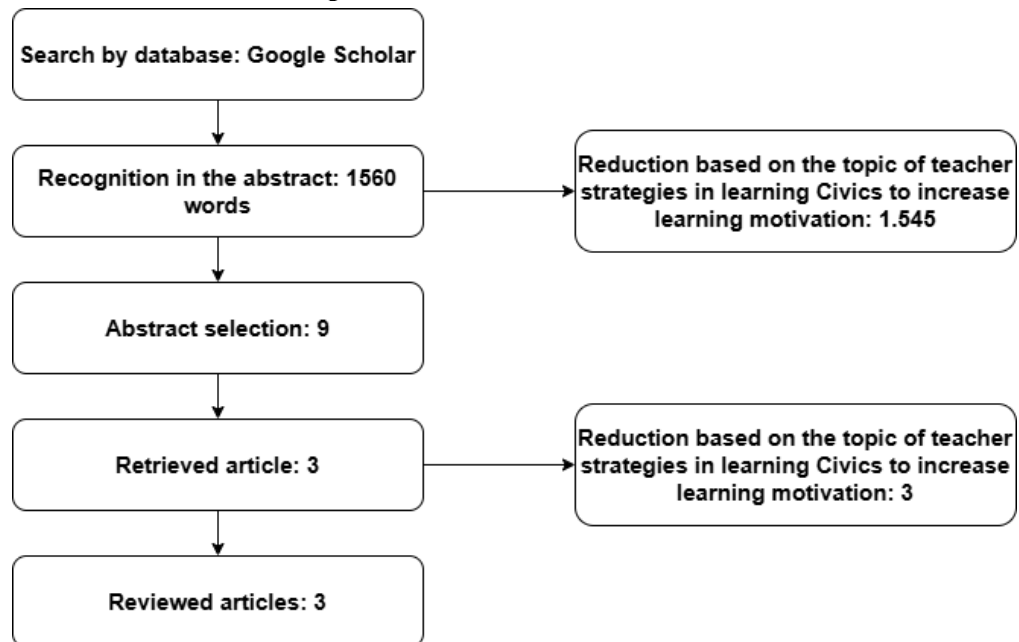 Search by database: Google Scholar
Recognition in the abstract: 1560
words
Reduction based on the topic of teacher
strategies in learning Civics to increase
learning motivation: 1.545
Abstract selection: 9
Retrieved article: 3
Reduction based on the topic of teacher
strategies in learning Civics to increase
learning motivation: 3
Reviewed articles: 3